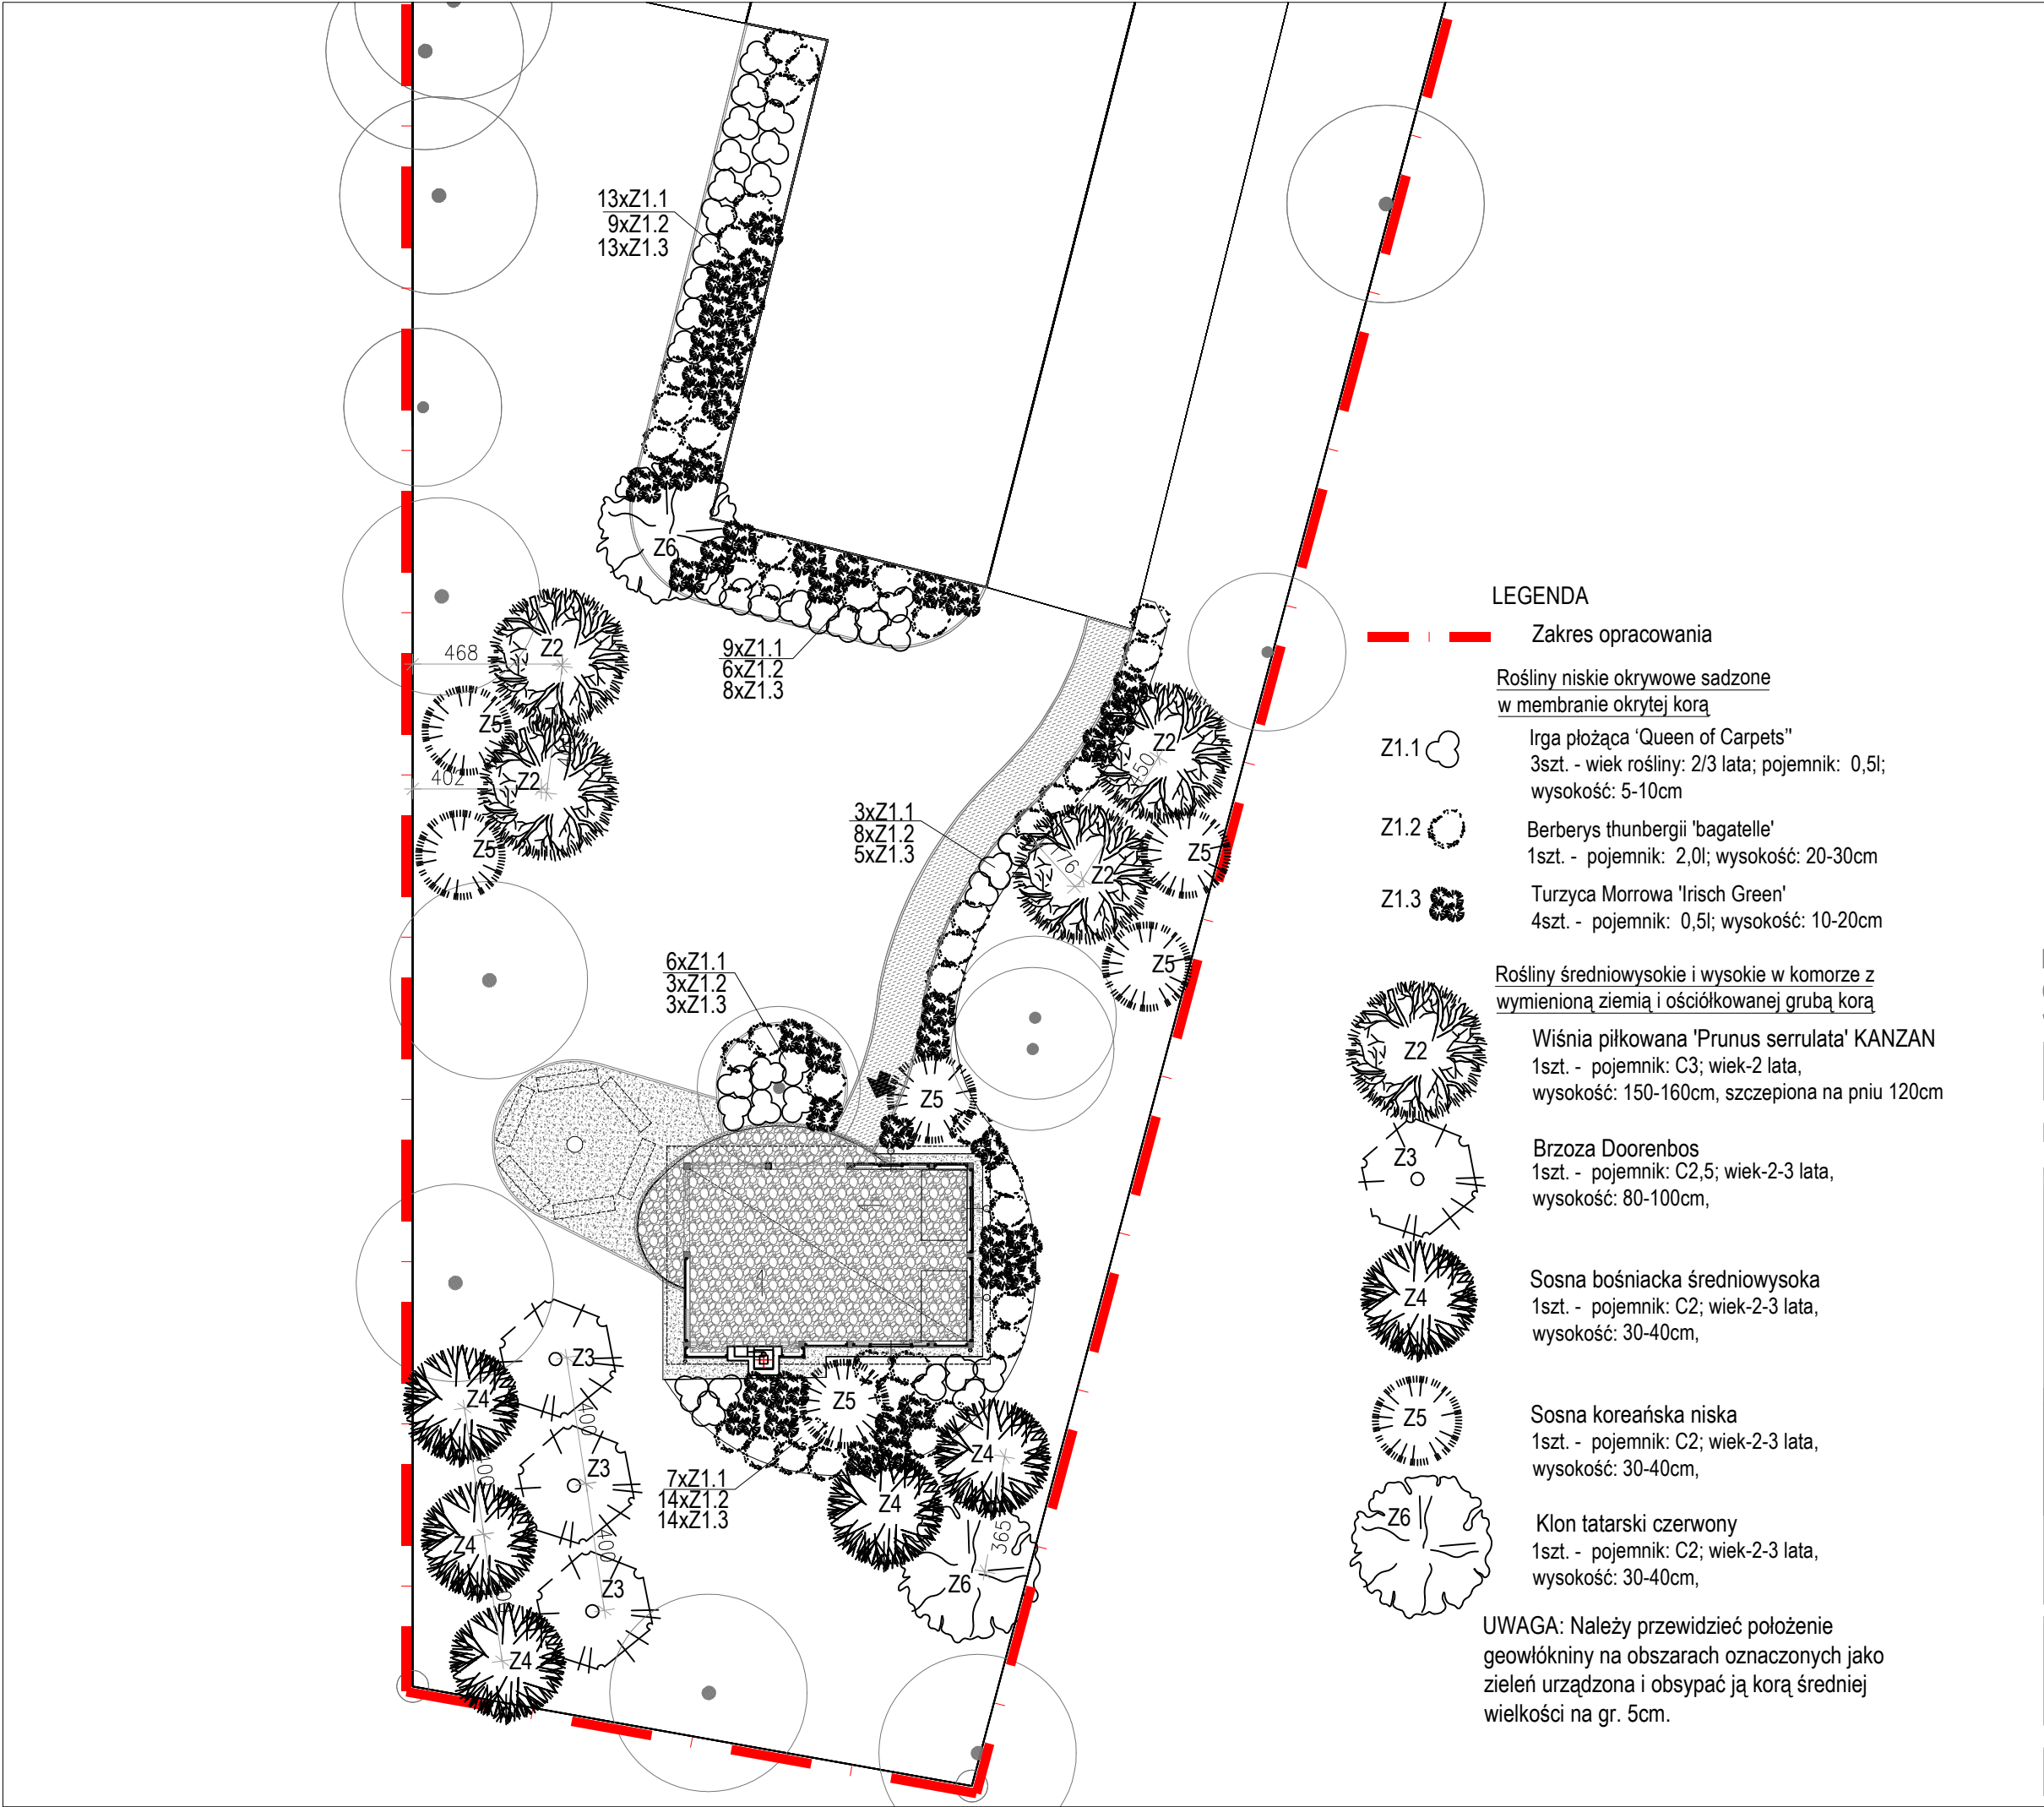 13xZ1.1
9xZ1.2
13xZ1.3
Z6
9xZ1.1
6xZ1.2
8xZ1.3
468
Z2
Z5
402
Z2
Z5
Z2
450
3xZ1.1
8xZ1.2
5xZ1.3
Z5
Z2
Z5
6xZ1.1
3xZ1.2
3xZ1.3
Z5
Z3
Z4
400
Z5
Z4
Z3
7xZ1.1
14xZ1.2
14xZ1.3
Z4
Z4
400
365
Z3
Z6
Z4
LEGENDA
Zakres opracowania
Rośliny niskie okrywowe sadzone
w membranie okrytej korą
Z1.1
Irga płożąca ‘Queen of Carpets"
3szt. - wiek rośliny: 2/3 lata; pojemnik: 0,5l;
wysokość: 5-10cm
Z1.2
Berberys thunbergii 'bagatelle'
1szt. - pojemnik: 2,0l; wysokość: 20-30cm
Z1.3
Turzyca Morrowa 'Irisch Green'
4szt. - pojemnik: 0,5l; wysokość: 10-20cm
Rośliny średniowysokie i wysokie w komorze z
wymienioną ziemią i ośćiółkowanej grubą korą
Z2
Wiśnia piłkowana 'Prunus serrulata' KANZAN
1szt. - pojemnik: C3; wiek-2 lata,
wysokość: 150-160cm, szczepiona na pniu 120cm
Z3
Brzoza Doorenbos
1szt. - pojemnik: C2,5; wiek-2-3 lata,
wysokość: 80-100cm,
Z4
Sosna bośniacka średniowysoka
1szt. - pojemnik: C2; wiek-2-3 lata,
wysokość: 30-40cm,
Z5
Sosna koreańska niska
1szt. - pojemnik: C2; wiek-2-3 lata,
wysokość: 30-40cm,
Z6
Klon tatarski czerwony
1szt. - pojemnik: C2; wiek-2-3 lata,
wysokość: 30-40cm,
UWAGA: Należy przewidzieć położenie
geowłókniny na obszarach oznaczonych jako
zieleń urządzona i obsypać ją korą średniej
wielkości na gr. 5cm.